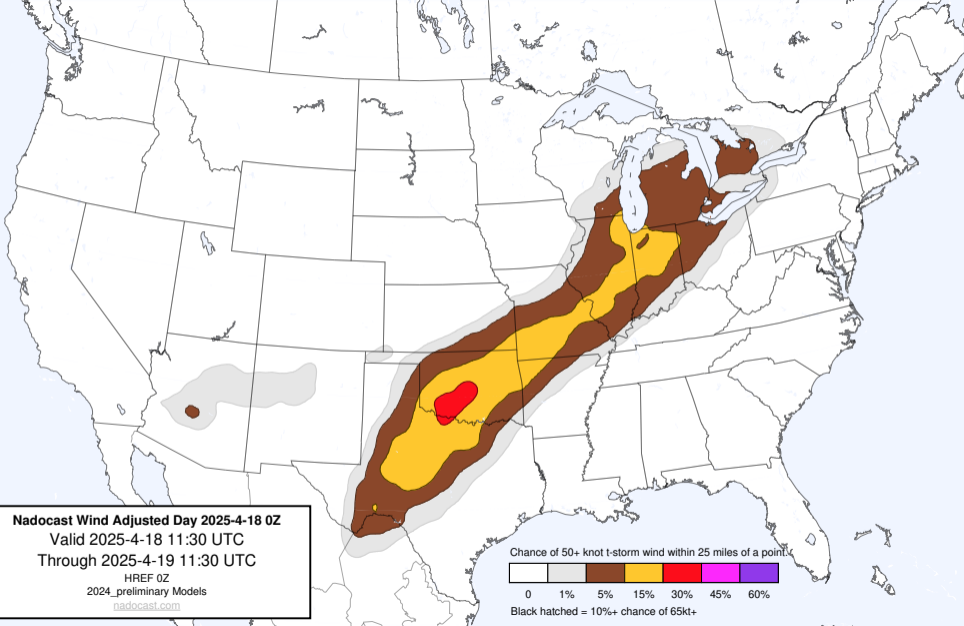 Nadocast Wind Adjusted Day 2025-4-18 0Z
Valid 2025-4-18 11:30 UTC
Through 2025-4-19 11:30 UTC
HREF 0Z
2024_preliminary Models
nadocast.com
Chance of 50+ knot t-storm wind within 25 miles of a point.
0 1% 5% 15% 30% 45% 60%
Black hatched = 10%+ chance of 65kt+